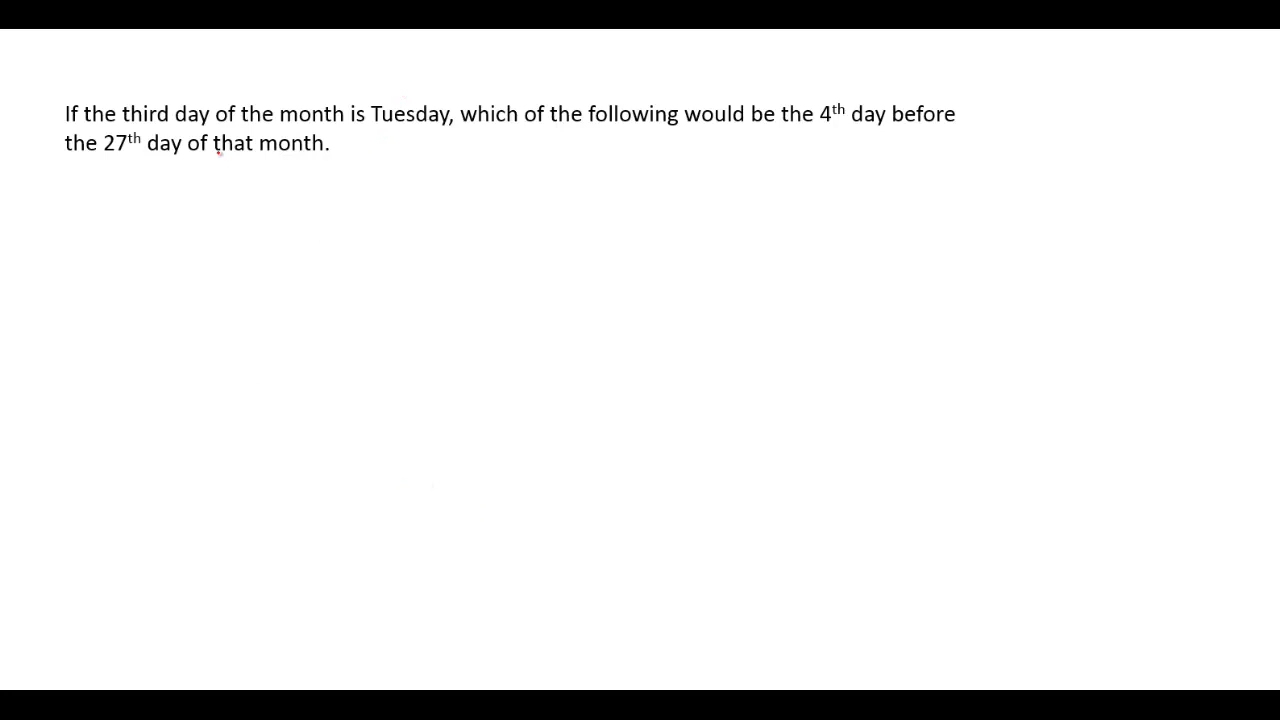 If the third day of the month is Tuesday, which of the following would be the 4th day before
the 27th day of that month.